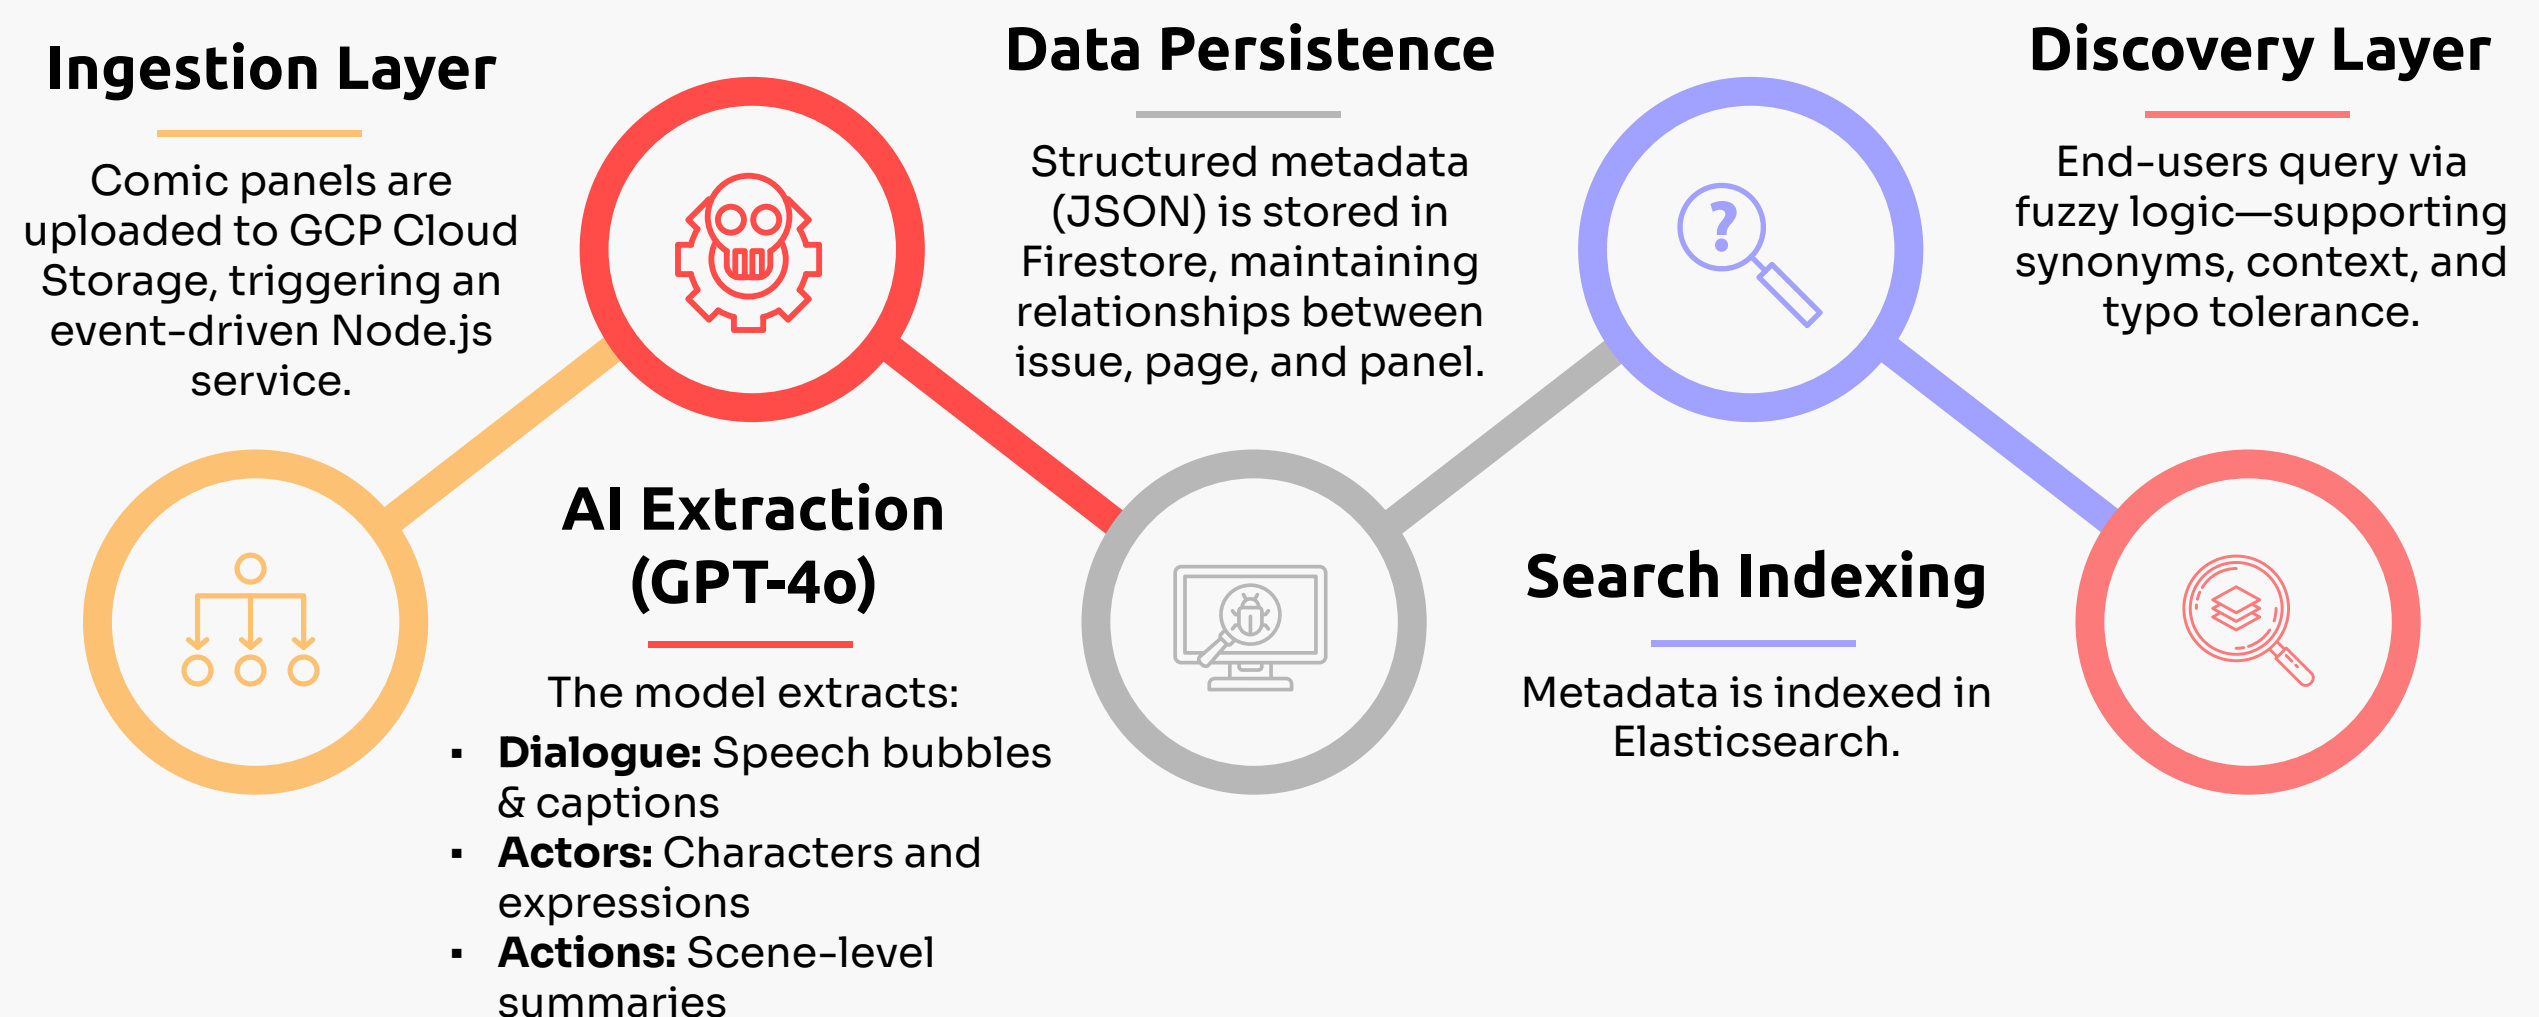 Ingestion Layer
Comic panels are
uploaded to GCP Cloud
Storage, triggering an
event-driven Node.js
service.
AI Extraction
(GPT-4o)
The model extracts:
▪ Dialogue: Speech bubbles
& captions
▪ Actors: Characters and
expressions
▪ Actions: Scene-level
summaries
Data Persistence
Structured metadata
(JSON) is stored in
Firestore, maintaining
relationships between
issue, page, and panel.
?
Search Indexing
Metadata is indexed in
Elasticsearch.
Discovery Layer
End-users query via
fuzzy logic—supporting
synonyms, context, and
typo tolerance.